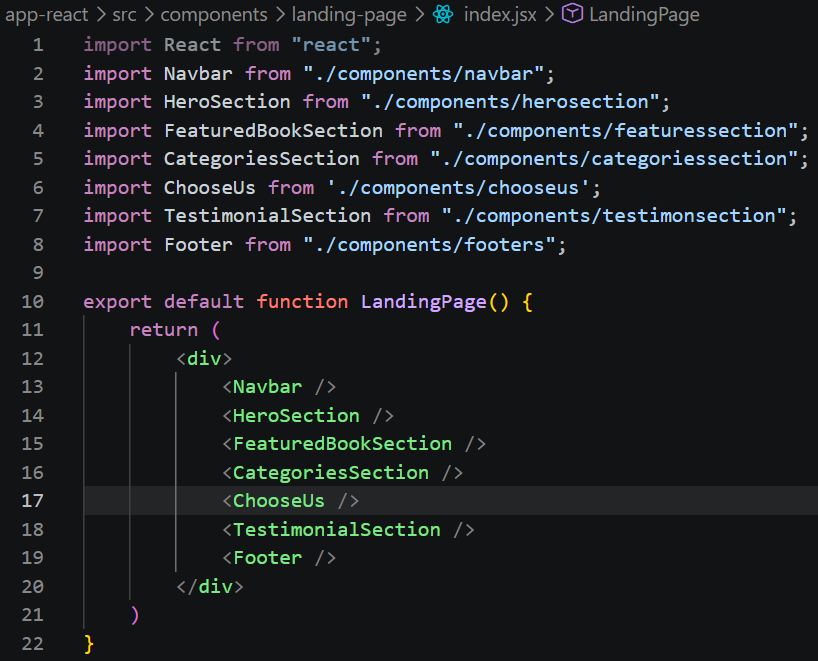 app-react > src > components > landing-page > index.jsx > LandingPage
1 import React from "react";
2 import Navbar from "./components/navbar";
3 import HeroSection from "./components/herosection";
4 import FeaturedBookSection from "./components/featuressection";
5 import CategoriesSection from "./components/categoriessection";
6 import ChooseUs from './components/chooseus';
7 import TestimonialSection from "./components/testimonsection";
8 import Footer from "./components/footers";
9
10 export default function LandingPage() {
11     return (
12         <div>
13             <Navbar />
14             <HeroSection />
15             <FeaturedBookSection />
16             <CategoriesSection />
17             <ChooseUs />
18             <TestimonialSection />
19             <Footer />
20         </div>
21     )
22 }